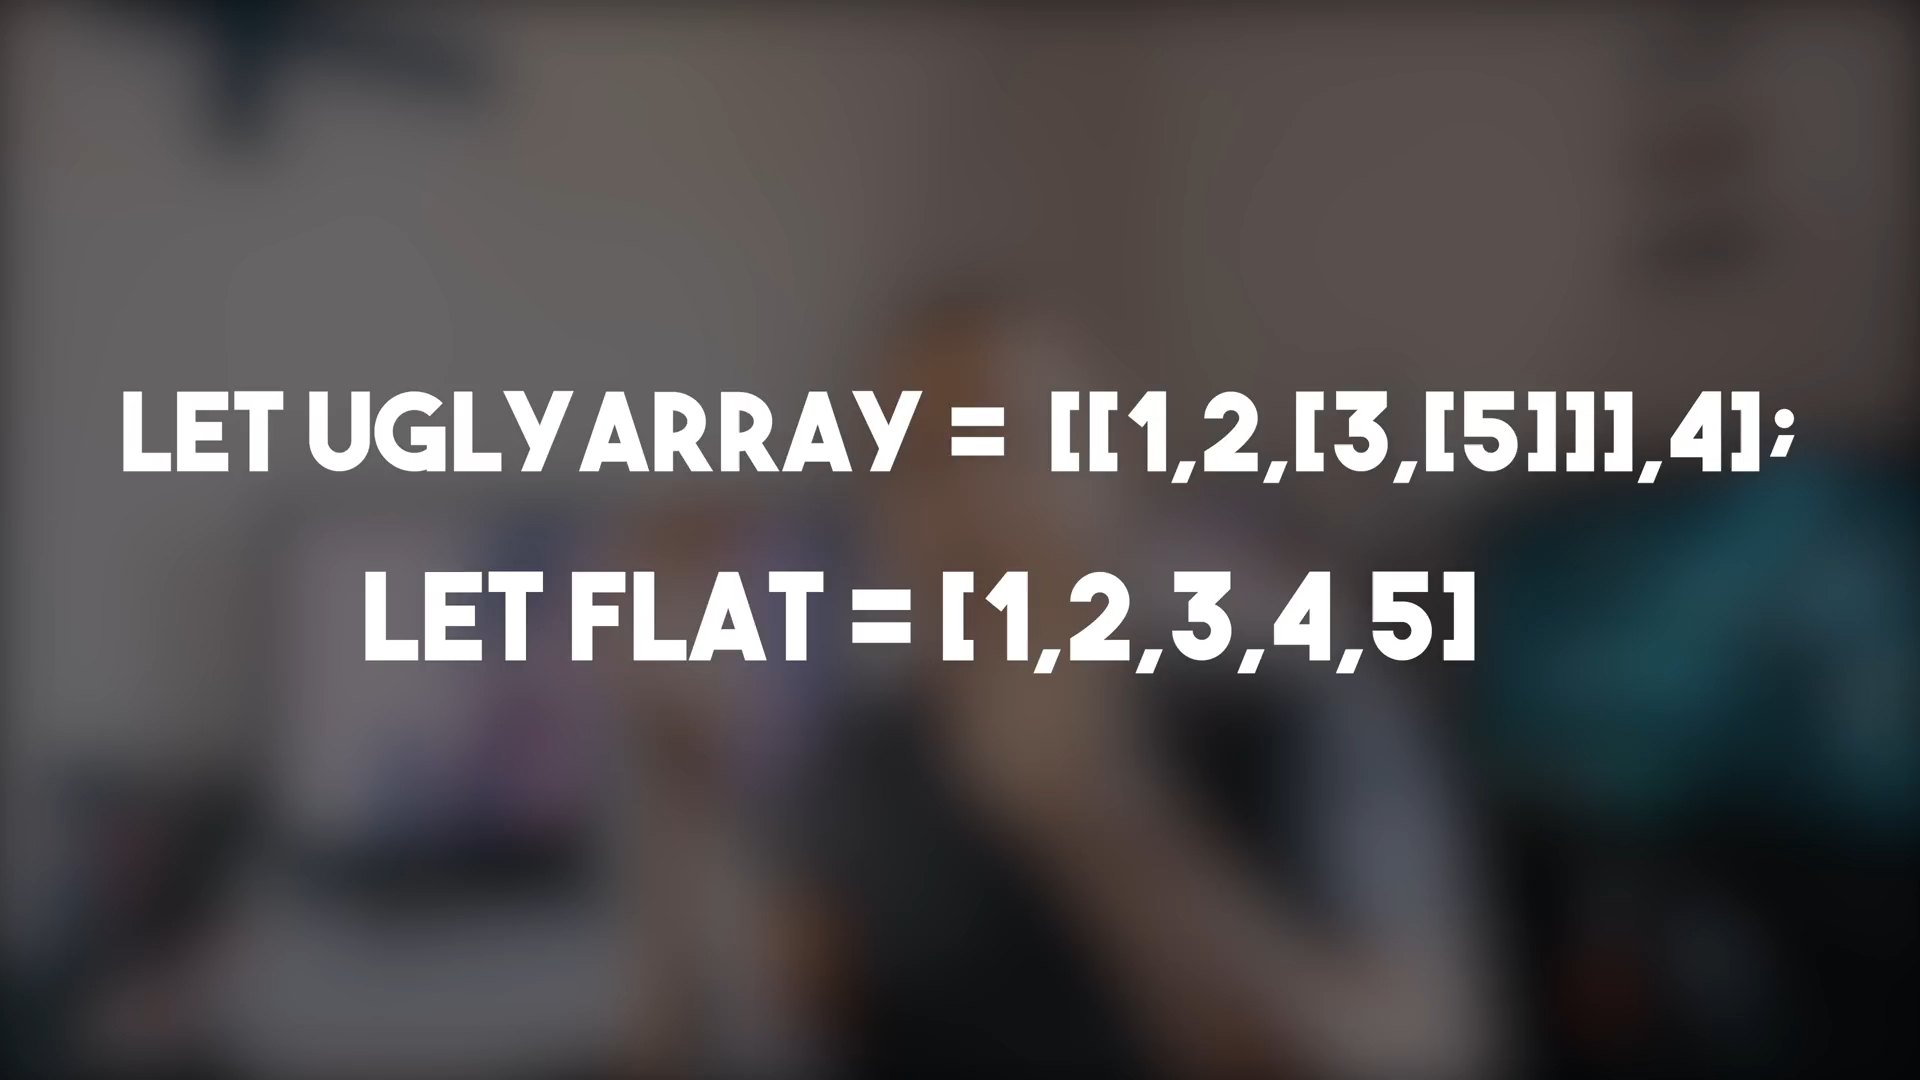 LET UGLYARRAY = [[1,2,[3,[5]]],4];
LET FLAT = [1,2,3,4,5]